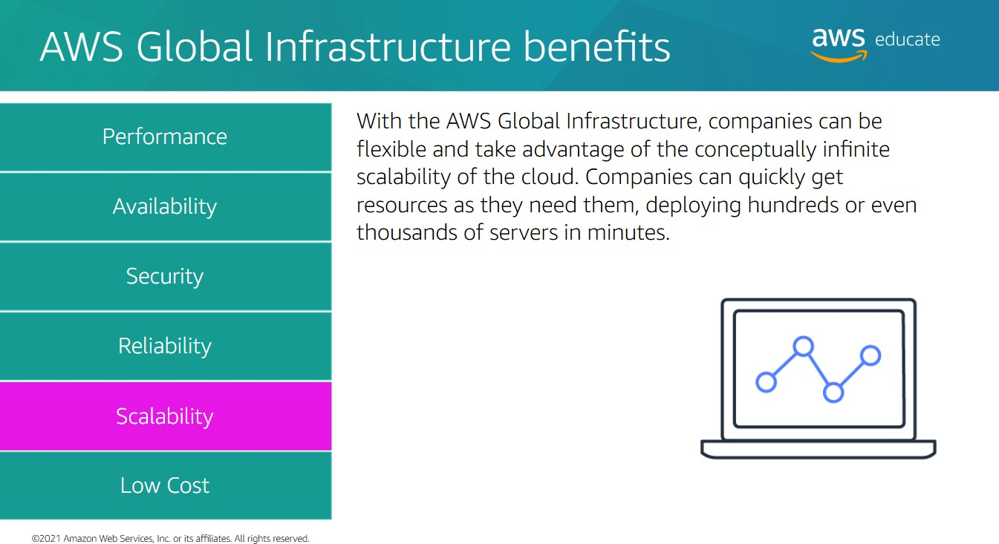 AWS Global Infrastructure benefits
aws educate
Performance
Availability
Security
Reliability
Scalability
Low Cost
With the AWS Global Infrastructure, companies can be
flexible and take advantage of the conceptually infinite
scalability of the cloud. Companies can quickly get
resources as they need them, deploying hundreds or even
thousands of servers in minutes.
©2021 Amazon Web Services, Inc. or its affiliates. All rights reserved.